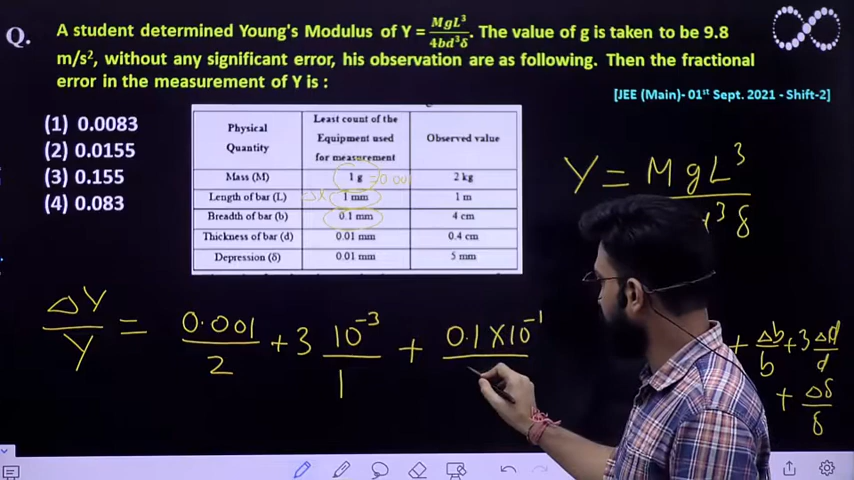 Q. A student determined Young's Modulus of Y = MgL³/4bd³δ. The value of g is taken to be 9.8
m/s², without any significant error, his observation are as following. Then the fractional
error in the measurement of Y is :
[JEE (Main)- 01st Sept. 2021 - Shift-2]
(1) 0.0083
(2) 0.0155
(3) 0.155
(4) 0.083
Physical Quantity | Least count of the Equipment used for measurement | Observed value
Mass (M) | 1 g = 0.001 | 2 kg
Length of bar (L) | Δx 1 mm | 1 m
Breadth of bar (b) | 0.1 mm | 4 cm
Thickness of bar (d) | 0.01 mm | 0.4 cm
Depression (δ) | 0.01 mm | 5 mm
Y = MgL³
³δ
ΔY/Y = 0.001/2 + 3 10⁻³/1 + 0.1×10⁻¹
+ Δb/b + 3 Δd/d
+ Δδ/δ